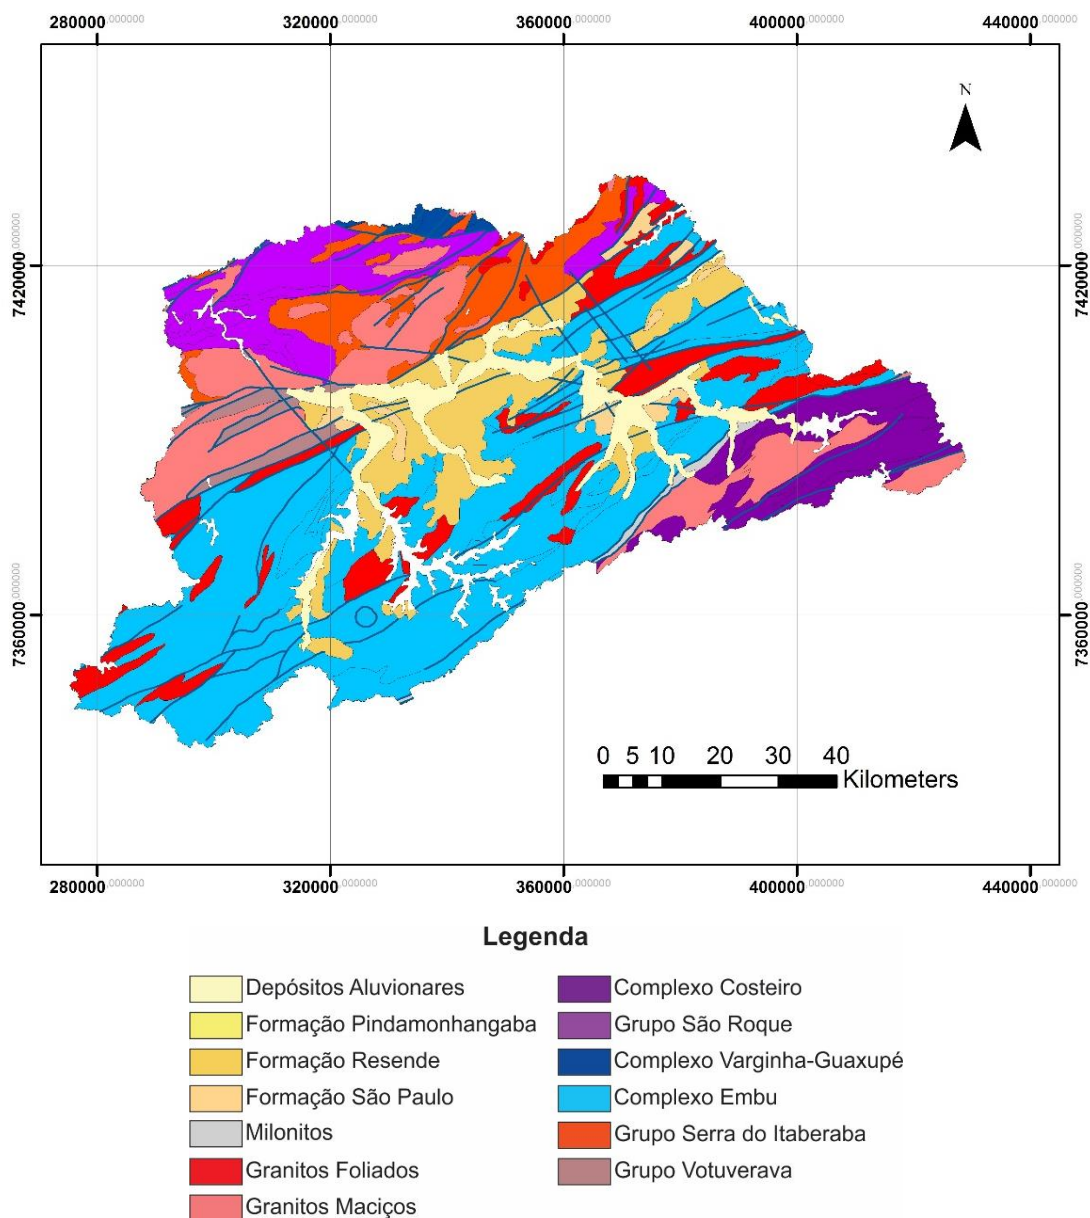 280000,000000 320000,000000 360000,000000 400000,000000 440000,000000
N
7420000,000000 7420000,000000
7360000,000000 7360000,000000
0 5 10 20 30 40
Kilometers
280000,000000 320000,000000 360000,000000 400000,000000 440000,000000
Legenda
Depósitos Aluvionares
Formação Pindamonhangaba
Formação Resende
Formação São Paulo
Milonitos
Granitos Foliados
Granitos Maciços
Complexo Costeiro
Grupo São Roque
Complexo Varginha-Guaxupé
Complexo Embu
Grupo Serra do Itaberaba
Grupo Votuverava